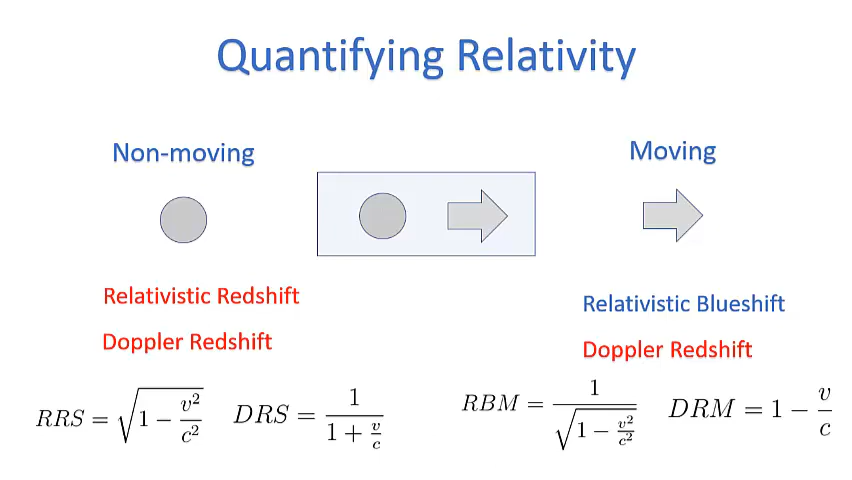 Quantifying Relativity
Non-moving
Moving
Relativistic Redshift
Doppler Redshift
Relativistic Blueshift
Doppler Redshift
RRS = √(1 − v²/c²)
DRS = 1/(1 + v/c)
RBM = 1/√(1 − v²/c²)
DRM = 1 − v/c